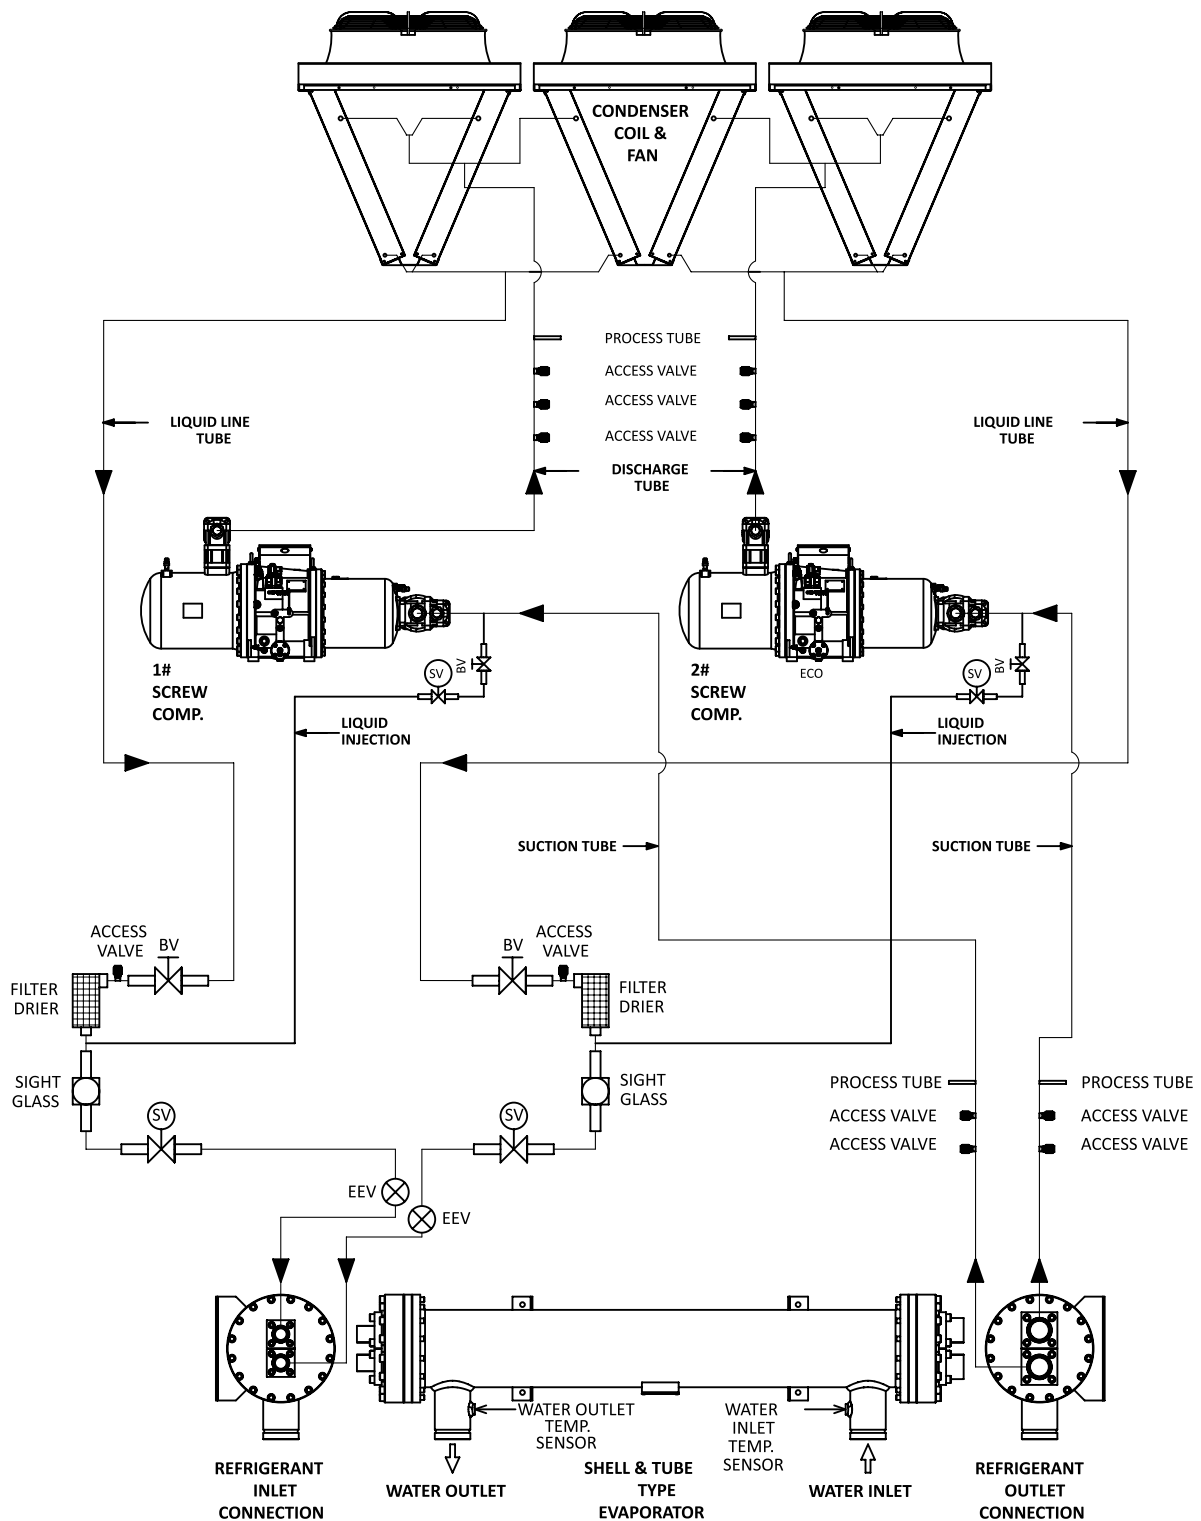 CONDENSER
COIL &
FAN
PROCESS TUBE
ACCESS VALVE
ACCESS VALVE
ACCESS VALVE
LIQUID LINE
TUBE
LIQUID LINE
TUBE
DISCHARGE
TUBE
1#
SCREW
COMP.
SV
BV
2#
SCREW
COMP.
ECO
SV
BV
LIQUID
INJECTION
LIQUID
INJECTION
SUCTION TUBE
SUCTION TUBE
ACCESS
VALVE
BV
BV
ACCESS
VALVE
FILTER
DRIER
FILTER
DRIER
SIGHT
GLASS
SIGHT
GLASS
SV
SV
PROCESS TUBE
PROCESS TUBE
ACCESS VALVE
ACCESS VALVE
ACCESS VALVE
ACCESS VALVE
EEV
EEV
WATER OUTLET
TEMP.
SENSOR
WATER
INLET
TEMP.
SENSOR
REFRIGERANT
INLET
CONNECTION
WATER OUTLET
SHELL & TUBE
TYPE
EVAPORATOR
WATER INLET
REFRIGERANT
OUTLET
CONNECTION